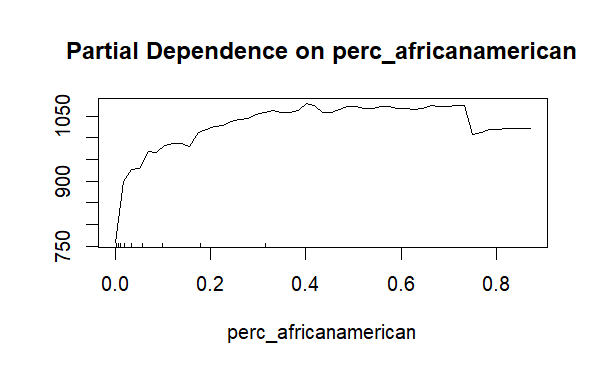 Partial Dependence on perc_africanamerican
1050
900
750
0.0 0.2 0.4 0.6 0.8
perc_africanamerican